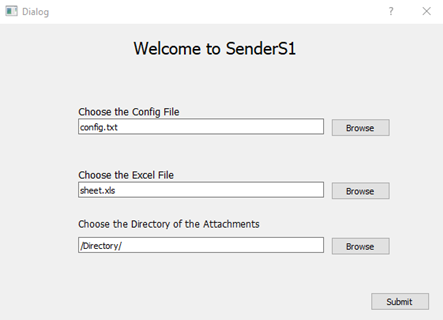 Dialog
Welcome to SenderS1
Choose the Config File
config.txt
Browse
Choose the Excel File
sheet.xls
Browse
Choose the Directory of the Attachments
/Directory/
Browse
Submit